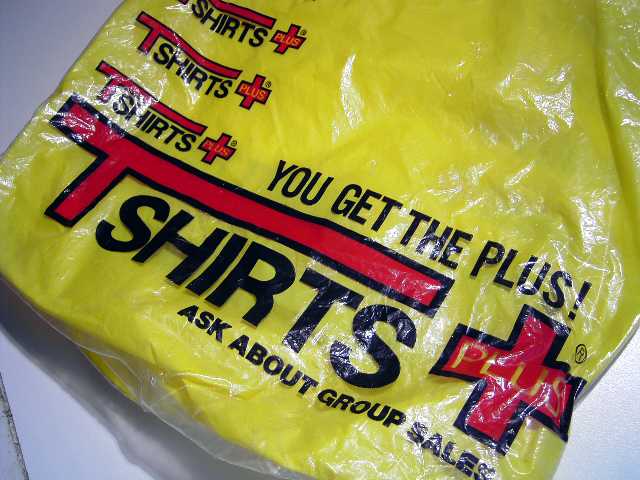 T SHIRTS PLUS ®
T SHIRTS PLUS ®
T SHIRTS PLUS ®
YOU GET THE PLUS!
T SHIRTS PLUS ®
ASK ABOUT GROUP SALES